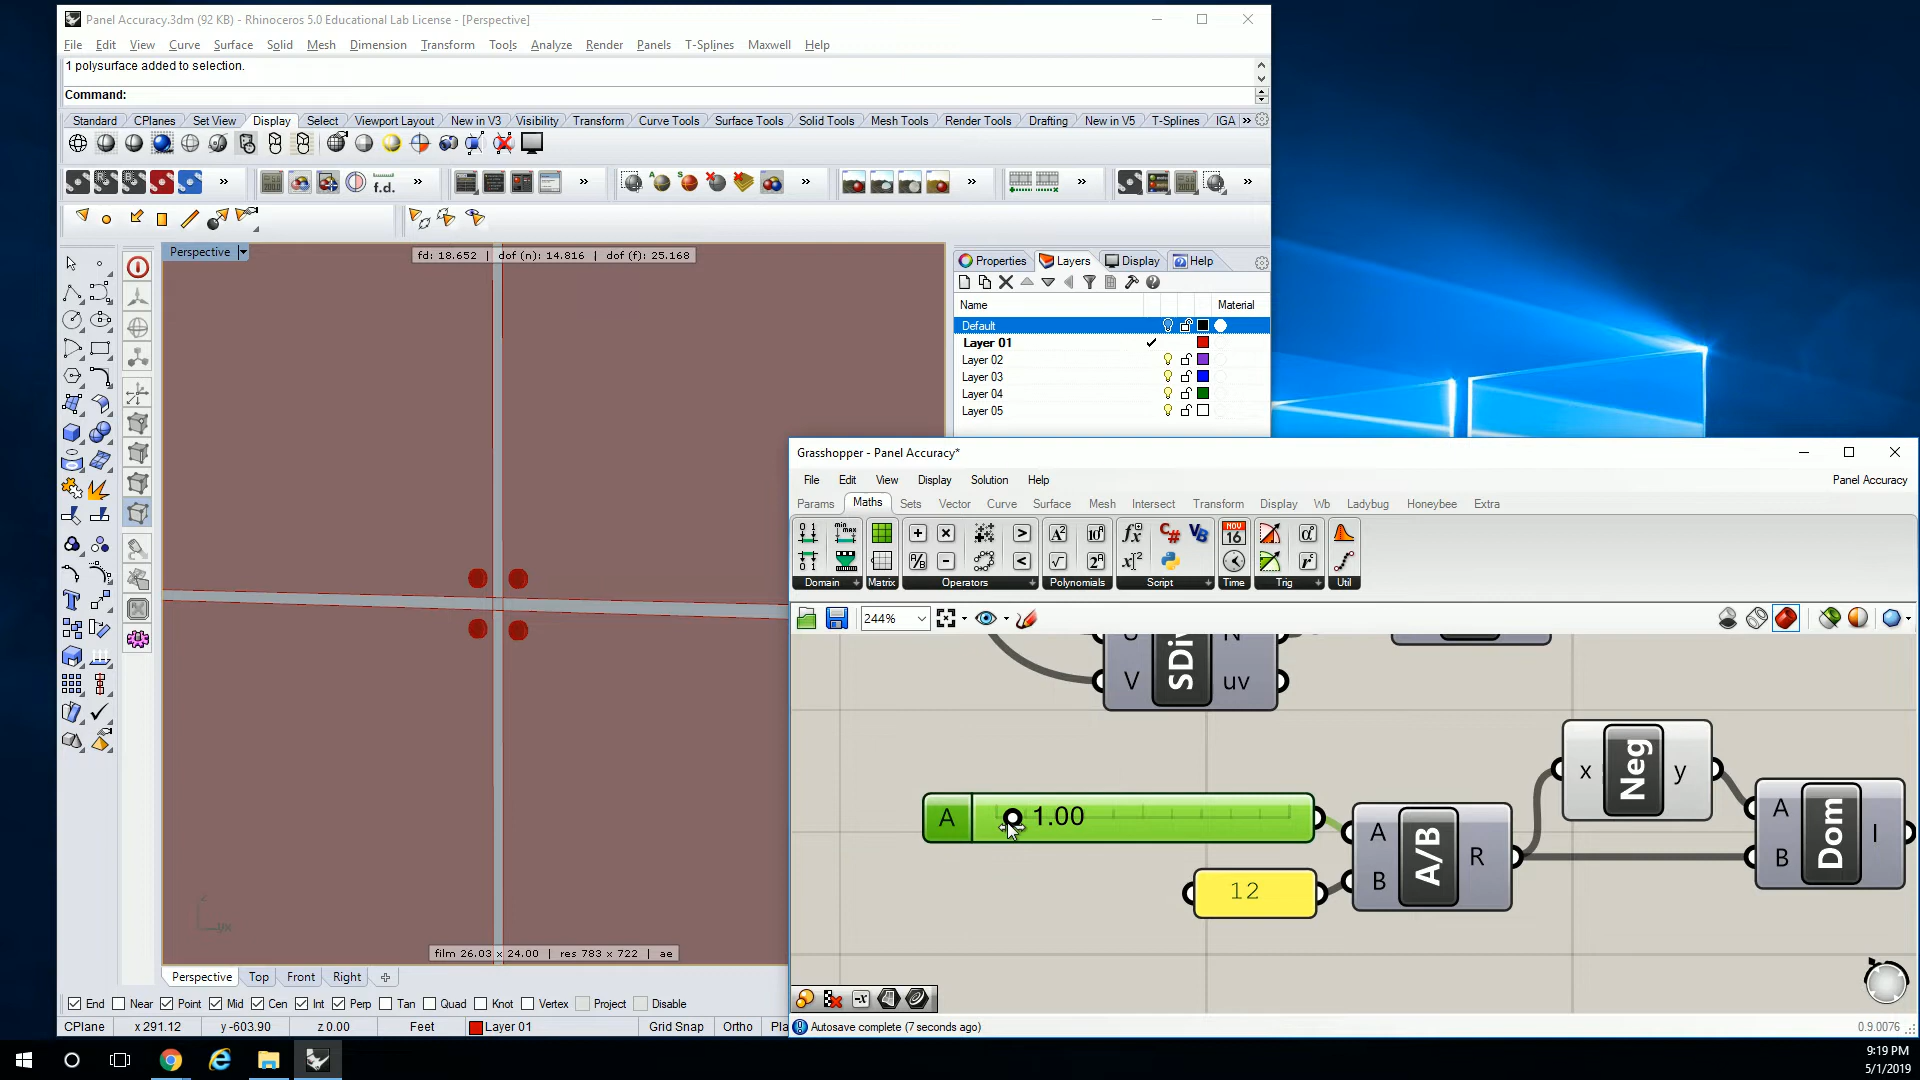 Panel Accuracy.3dm (92 KB) - Rhinoceros 5.0 Educational Lab License - [Perspective]
File Edit View Curve Surface Solid Mesh Dimension Transform Tools Analyze Render Panels T-Splines Maxwell Help
1 polysurface added to selection.
Command:
Standard CPlanes Set View Display Select Viewport Layout New in V3 Visibility Transform Curve Tools Surface Tools Solid Tools Mesh Tools Render Tools Drafting New in V5 T-Splines IGA »
f.d.
Perspective
fd: 18.652 | dof (n): 14.816 | dof (f): 25.168
Properties Layers Display Help
Name Material
Default
Layer 01
Layer 02
Layer 03
Layer 04
Layer 05
Grasshopper - Panel Accuracy*
File Edit View Display Solution Help
Panel Accuracy
Params Maths Sets Vector Curve Surface Mesh Intersect Transform Display Wb Ladybug Honeybee Extra
Domain Matrix Operators Polynomials Script Time Trig Util
244%
U SDiv N
V uv
A 1.00
12
A B A/B R
x Neg y
A B Dom I
film 26.03 x 24.00 | res 783 x 722 | ae
Perspective Top Front Right
End Near Point Mid Cen Int Perp Tan Quad Knot Vertex Project Disable
CPlane x 291.12 y -603.90 z 0.00 Feet Layer 01 Grid Snap Ortho Pla
Autosave complete (7 seconds ago)
0.9.0076
9:19 PM
5/1/2019